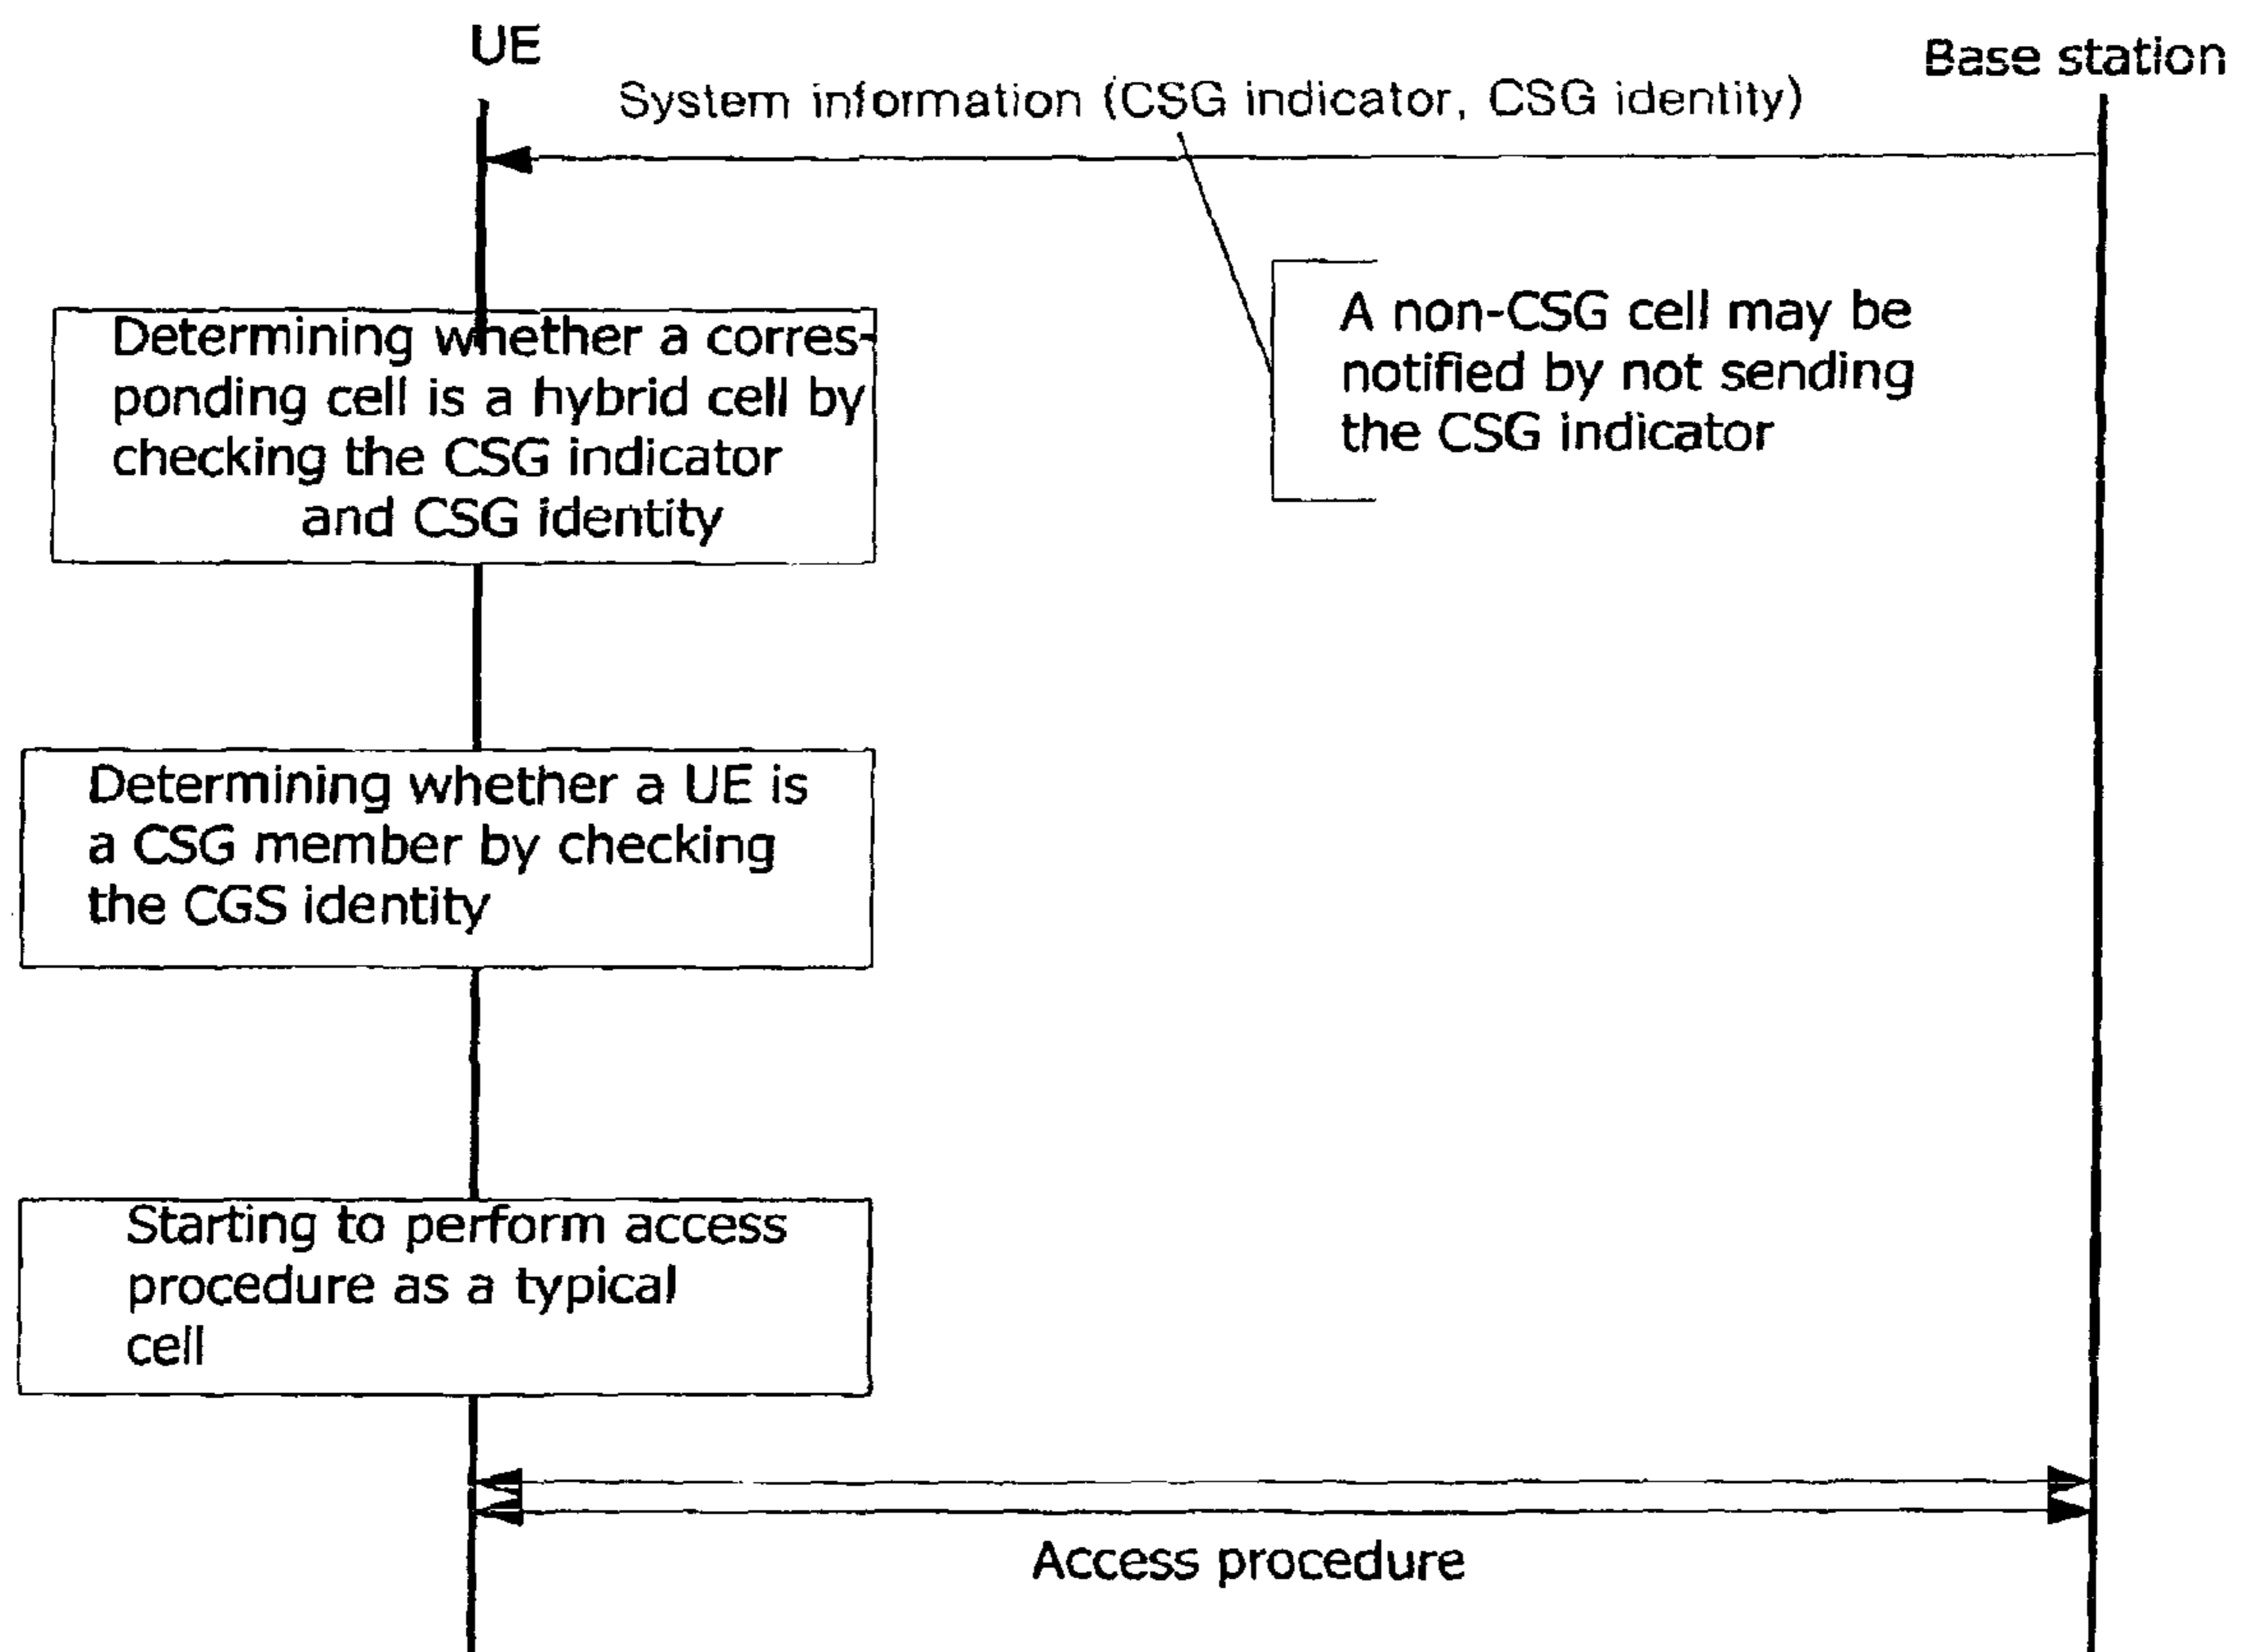 UE
Base station
System information (CSG indicator, CSG identity)
A non-CSG cell may be
notified by not sending
the CSG indicator
Determining whether a corres-
ponding cell is a hybrid cell by
checking the CSG indicator
and CSG identity
Determining whether a UE is
a CSG member by checking
the CGS identity
Starting to perform access
procedure as a typical
cell
Access procedure